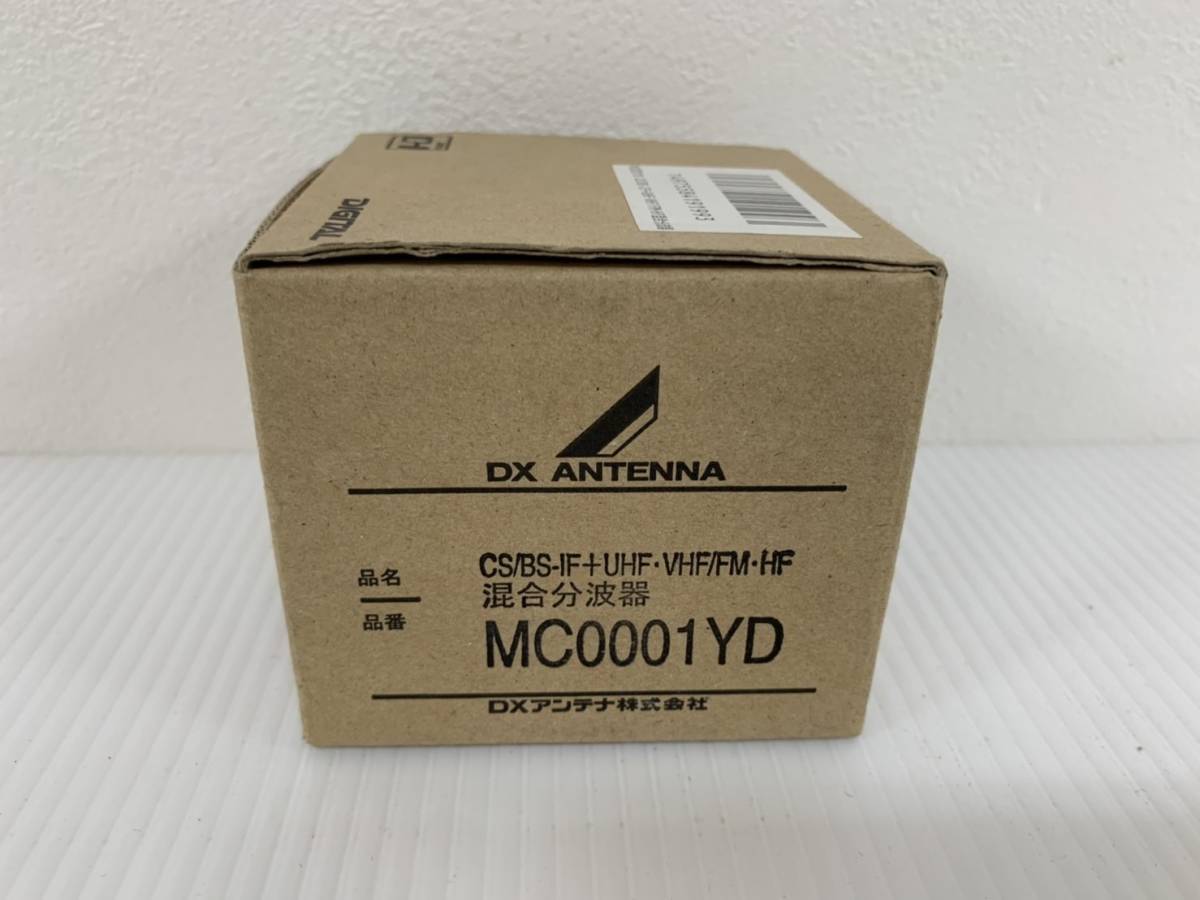 DIGITAL
DX ANTENNA
品名
CS/BS-IF+UHF・VHF/FM・HF
混合分波器
品番
MC0001YD
DXアンテナ株式会社